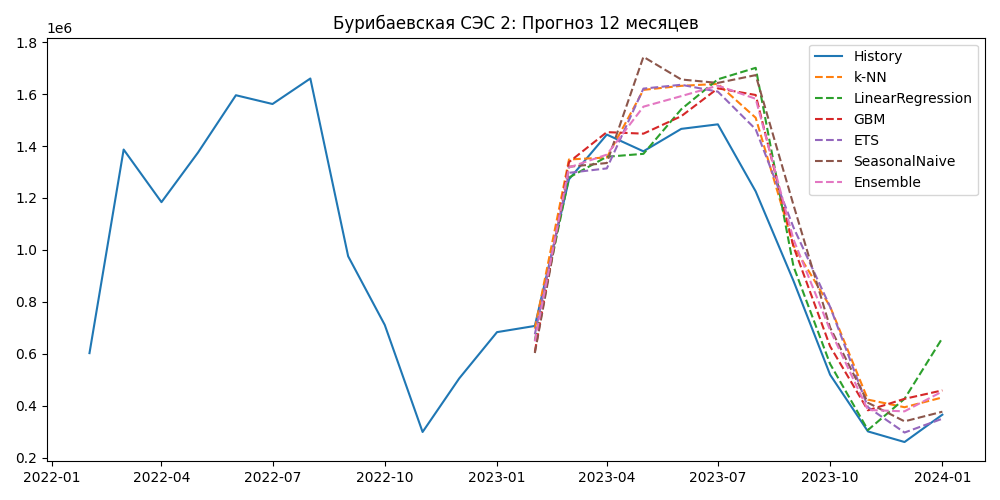 Бурибаевская СЭС 2: Прогноз 12 месяцев
1e6
1.8
1.6
1.4
1.2
1.0
0.8
0.6
0.4
0.2
History
k-NN
LinearRegression
GBM
ETS
SeasonalNaive
Ensemble
2022-01 2022-04 2022-07 2022-10 2023-01 2023-04 2023-07 2023-10 2024-01